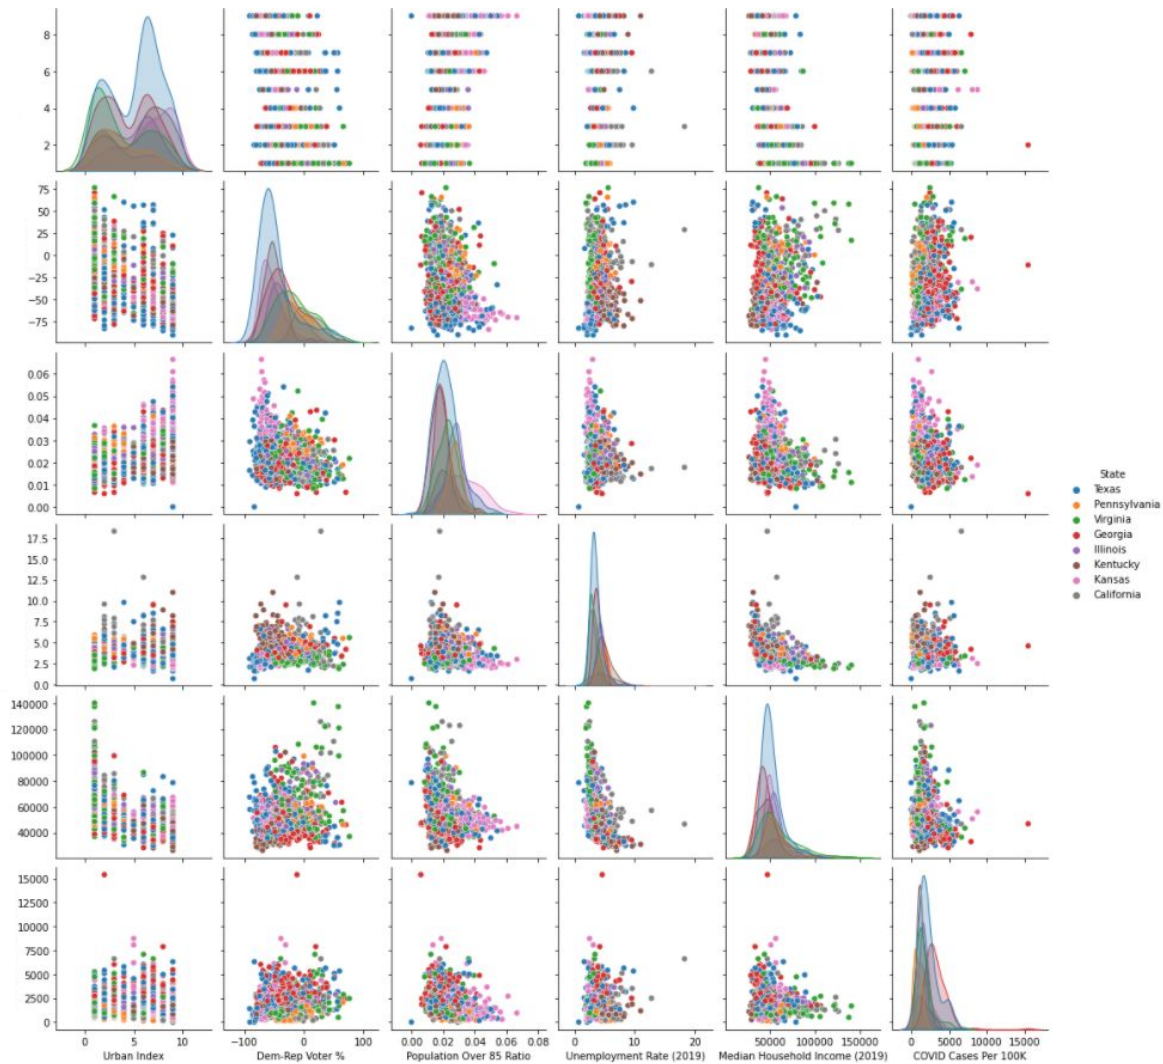 8
6
4
2
75
50
25
0
−25
−50
−75
0.06
0.05
0.04
0.03
0.02
0.01
0.00
17.5
15.0
12.5
10.0
7.5
5.0
2.5
0.0
140000
120000
100000
80000
60000
40000
15000
12500
10000
7500
5000
2500
0
0 10
−100 0 100
0.00 0.02 0.04 0.06 0.08
0 10 20
50000 100000 150000
0 5000 10000 15000
Urban Index
Dem-Rep Voter %
Population Over 85 Ratio
Unemployment Rate (2019)
Median Household Income (2019)
COVID Cases Per 100K
State
Texas
Pennsylvania
Virginia
Georgia
Illinois
Kentucky
Kansas
California